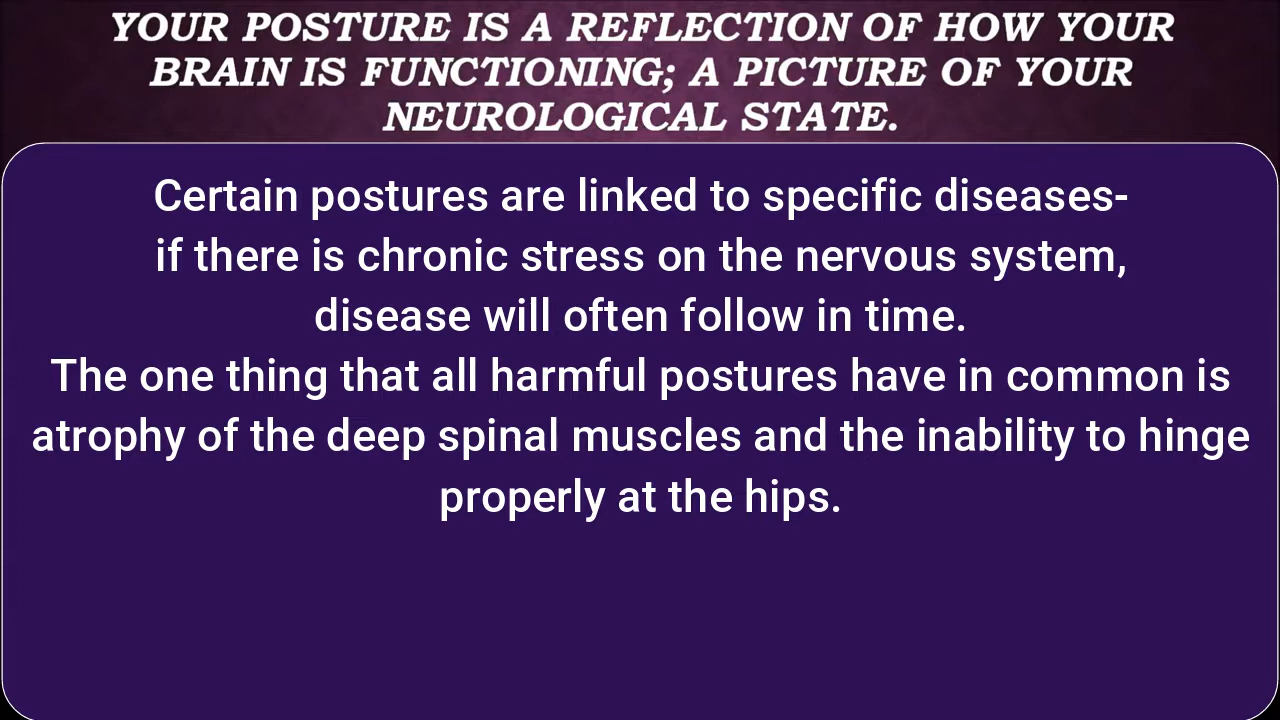 YOUR POSTURE IS A REFLECTION OF HOW YOUR
BRAIN IS FUNCTIONING; A PICTURE OF YOUR
NEUROLOGICAL STATE.
Certain postures are linked to specific diseases-
if there is chronic stress on the nervous system,
disease will often follow in time.
The one thing that all harmful postures have in common is
atrophy of the deep spinal muscles and the inability to hinge
properly at the hips.